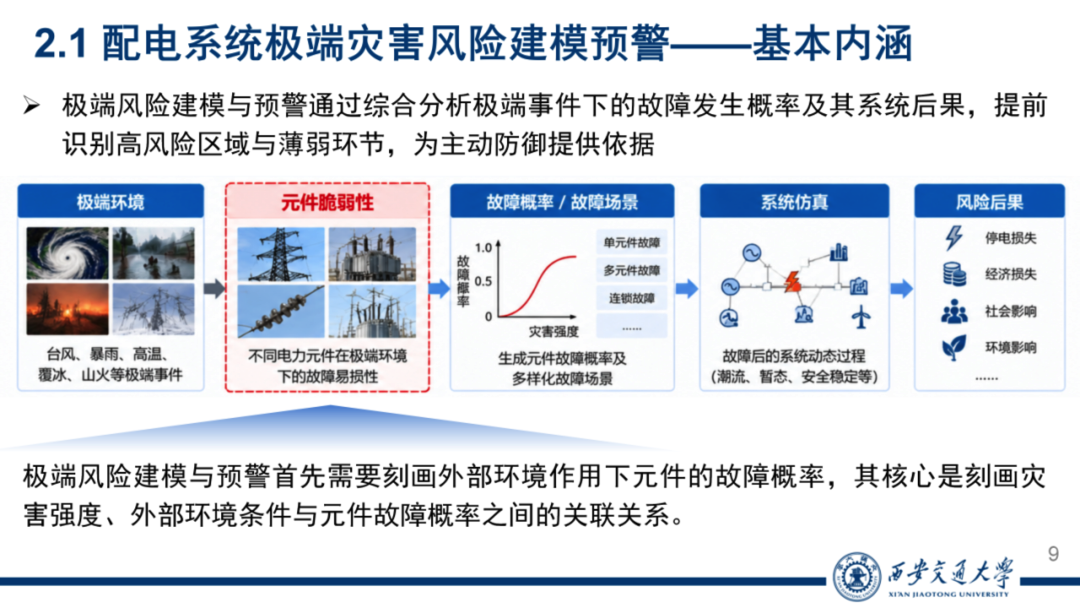 2.1 配电系统极端灾害风险建模预警——基本内涵
➢ 极端风险建模与预警通过综合分析极端事件下的故障发生概率及其系统后果，提前
识别高风险区域与薄弱环节，为主动防御提供依据
极端环境
台风、暴雨、高温、
覆冰、山火等极端事件
元件脆弱性
不同电力元件在极端环境
下的故障易损性
故障概率 / 故障场景
故障概率
1.0
0.5
0
灾害强度
单元件故障
多元件故障
连锁故障
......
生成元件故障概率及
多样化故障场景
系统仿真
故障后的系统动态过程
(潮流、暂态、安全稳定等)
风险后果
停电损失
经济损失
社会影响
环境影响
......
极端风险建模与预警首先需要刻画外部环境作用下元件的故障概率，其核心是刻画灾
害强度、外部环境条件与元件故障概率之间的关联关系。
9
西安交通大学
XI'AN JIAOTONG UNIVERSITY